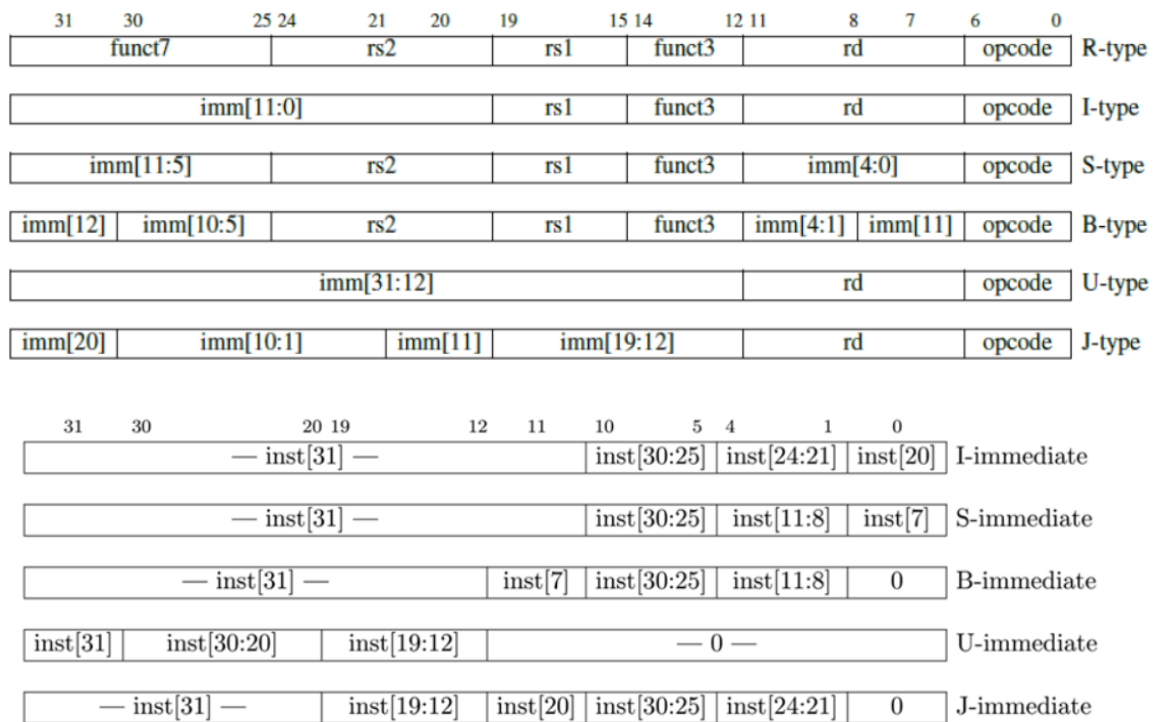 31 30 25 24 21 20 19 15 14 12 11 8 7 6 0
funct7 rs2 rs1 funct3 rd opcode R-type
imm[11:0] rs1 funct3 rd opcode I-type
imm[11:5] rs2 rs1 funct3 imm[4:0] opcode S-type
imm[12] imm[10:5] rs2 rs1 funct3 imm[4:1] imm[11] opcode B-type
imm[31:12] rd opcode U-type
imm[20] imm[10:1] imm[11] imm[19:12] rd opcode J-type
31 30 20 19 12 11 10 5 4 1 0
— inst[31] — inst[30:25] inst[24:21] inst[20] I-immediate
— inst[31] — inst[30:25] inst[11:8] inst[7] S-immediate
— inst[31] — inst[7] inst[30:25] inst[11:8] 0 B-immediate
inst[31] inst[30:20] inst[19:12] — 0 — U-immediate
— inst[31] — inst[19:12] inst[20] inst[30:25] inst[24:21] 0 J-immediate